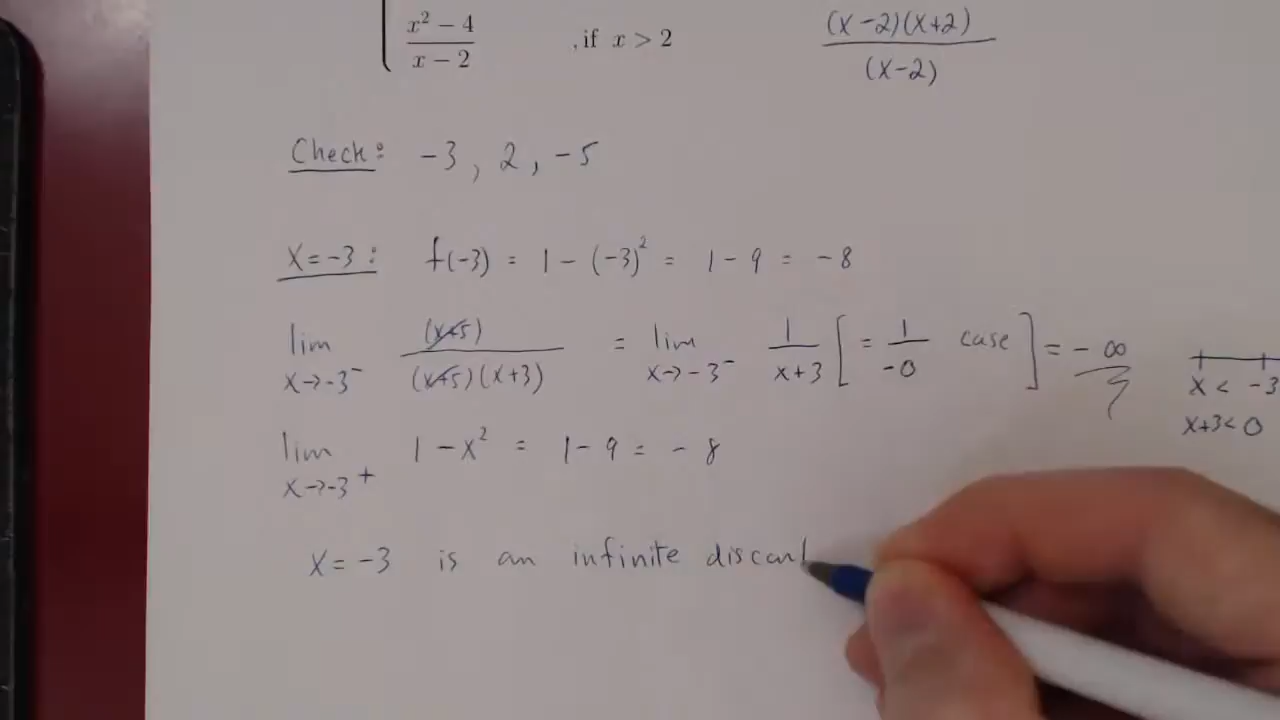 x² − 4 / x − 2 , if x > 2 (x−2)(x+2) / (x−2)
Check: −3, 2, −5
x = −3: f(−3) = 1 − (−3)² = 1 − 9 = −8
lim x→−3⁻ (x+5) / (x+5)(x+3) = lim x→−3⁻ 1 / x+3 [ = 1 / −0 case ] = −∞
x < −3
x+3 < 0
lim x→−3⁺ 1 − x² = 1 − 9 = −8
x = −3 is an infinite